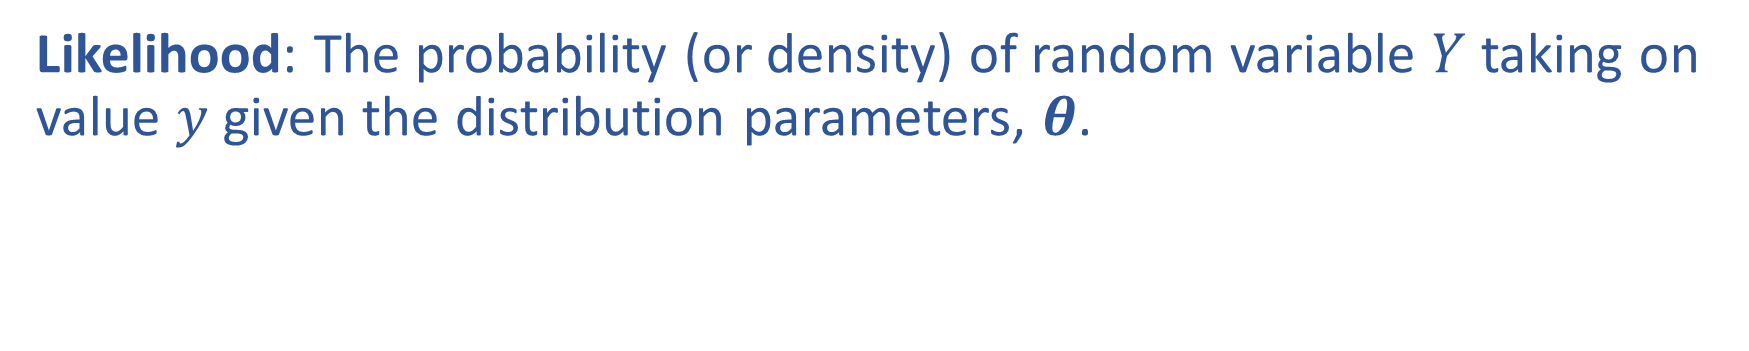 Likelihood: The probability (or density) of random variable Y taking on
value y given the distribution parameters, θ.